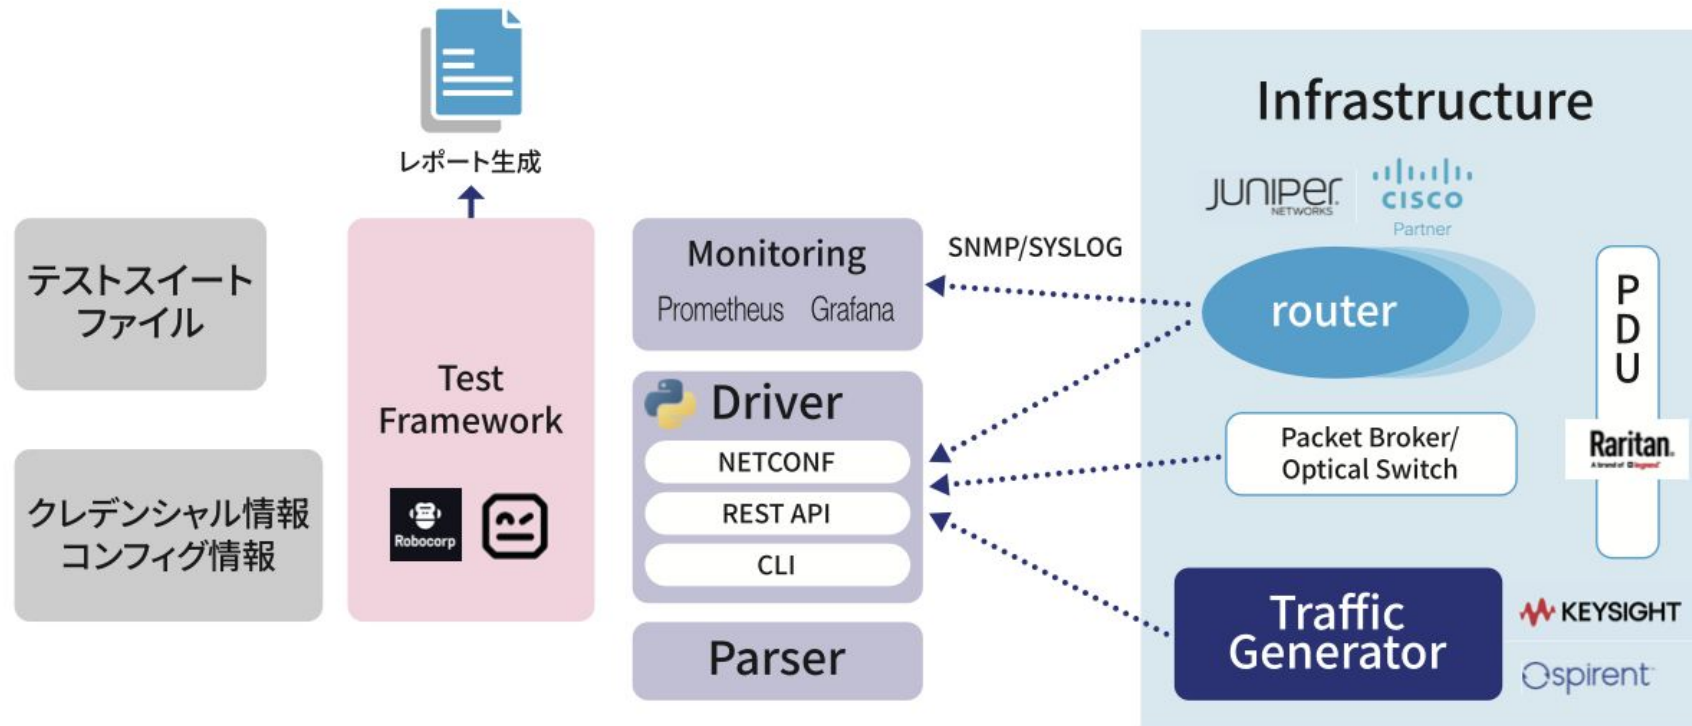 レポート生成
テストスイート
ファイル
クレデンシャル情報
コンフィグ情報
Test
Framework
Robocorp
Monitoring
Prometheus Grafana
Driver
NETCONF
REST API
CLI
Parser
SNMP/SYSLOG
Infrastructure
JUNIPER
NETWORKS
CISCO
Partner
router
P
D
U
Packet Broker/
Optical Switch
Raritan.
A brand of legrand
Traffic
Generator
KEYSIGHT
spirent